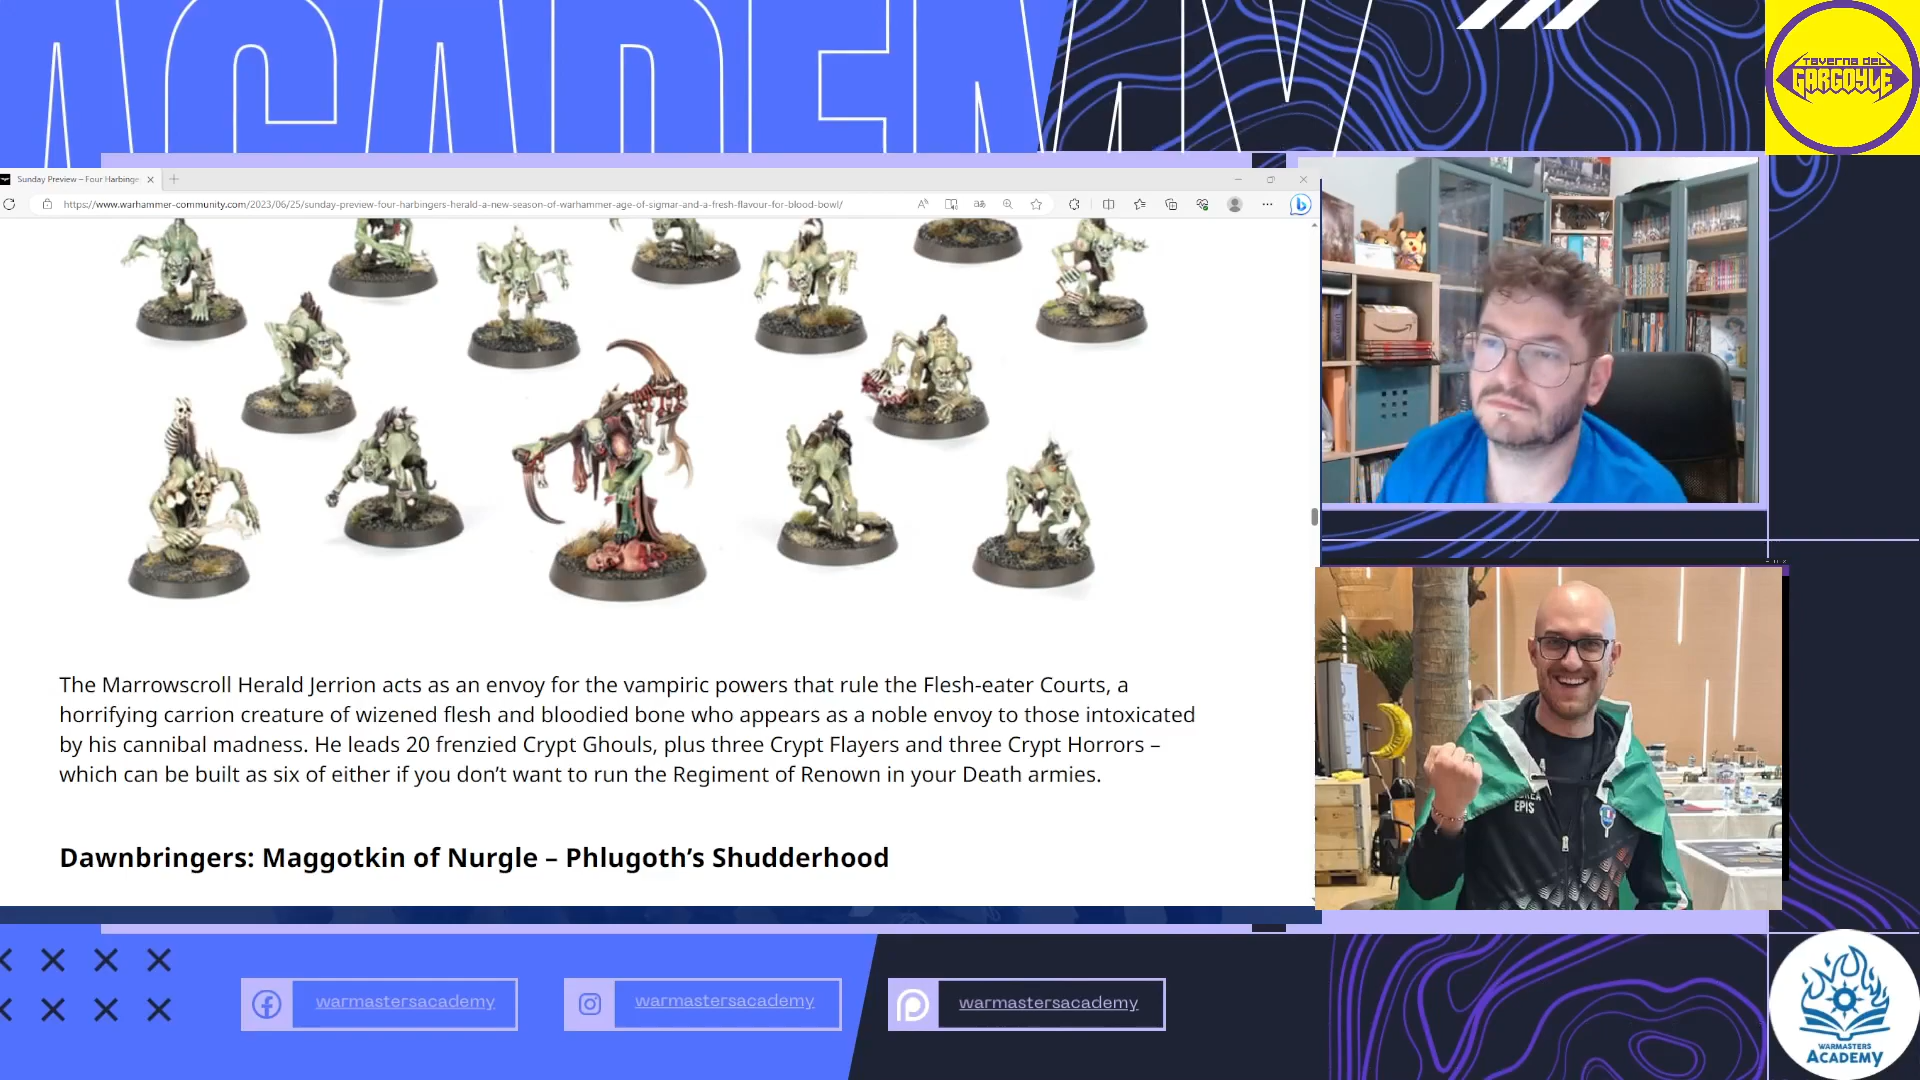 ACADEMY
Taverna del
GARGOYLE
Sunday Preview – Four Harbinge
https://www.warhammer-community.com/2023/06/25/sunday-preview-four-harbingers-herald-a-new-season-of-warhammer-age-of-sigmar-and-a-fresh-flavour-for-blood-bowl/
The Marrowscroll Herald Jerrion acts as an envoy for the vampiric powers that rule the Flesh-eater Courts, a
horrifying carrion creature of wizened flesh and bloodied bone who appears as a noble envoy to those intoxicated
by his cannibal madness. He leads 20 frenzied Crypt Ghouls, plus three Crypt Flayers and three Crypt Horrors –
which can be built as six of either if you don’t want to run the Regiment of Renown in your Death armies.
Dawnbringers: Maggotkin of Nurgle – Phlugoth’s Shudderhood
EPIS
warmastersacademy
warmastersacademy
warmastersacademy
WARMASTERS
ACADEMY